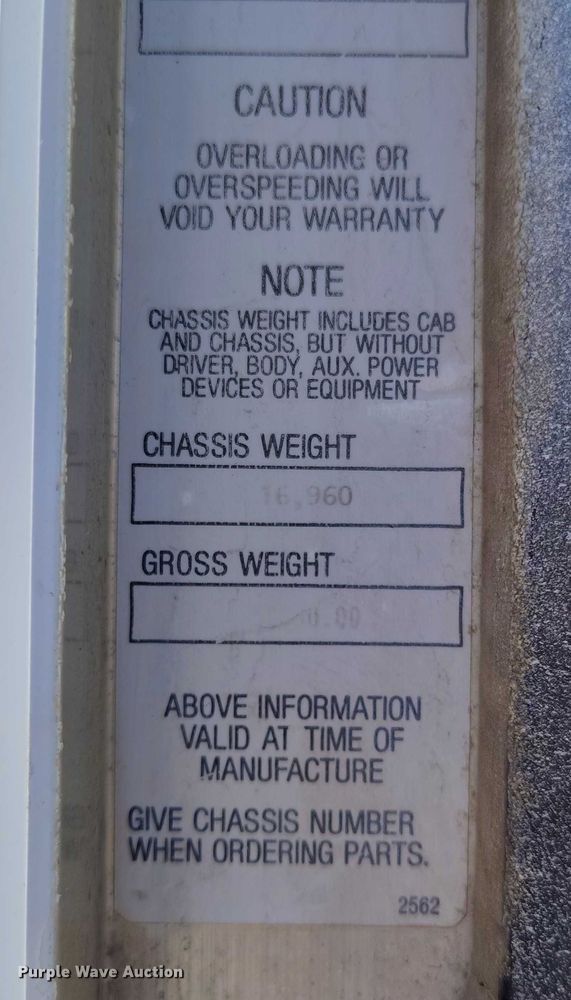 CAUTION
OVERLOADING OR
OVERSPEEDING WILL
VOID YOUR WARRANTY
NOTE
CHASSIS WEIGHT INCLUDES CAB
AND CHASSIS, BUT WITHOUT
DRIVER, BODY, AUX. POWER
DEVICES OR EQUIPMENT
CHASSIS WEIGHT
16,960
GROSS WEIGHT
ABOVE INFORMATION
VALID AT TIME OF
MANUFACTURE
GIVE CHASSIS NUMBER
WHEN ORDERING PARTS.
2562
Purple Wave Auction